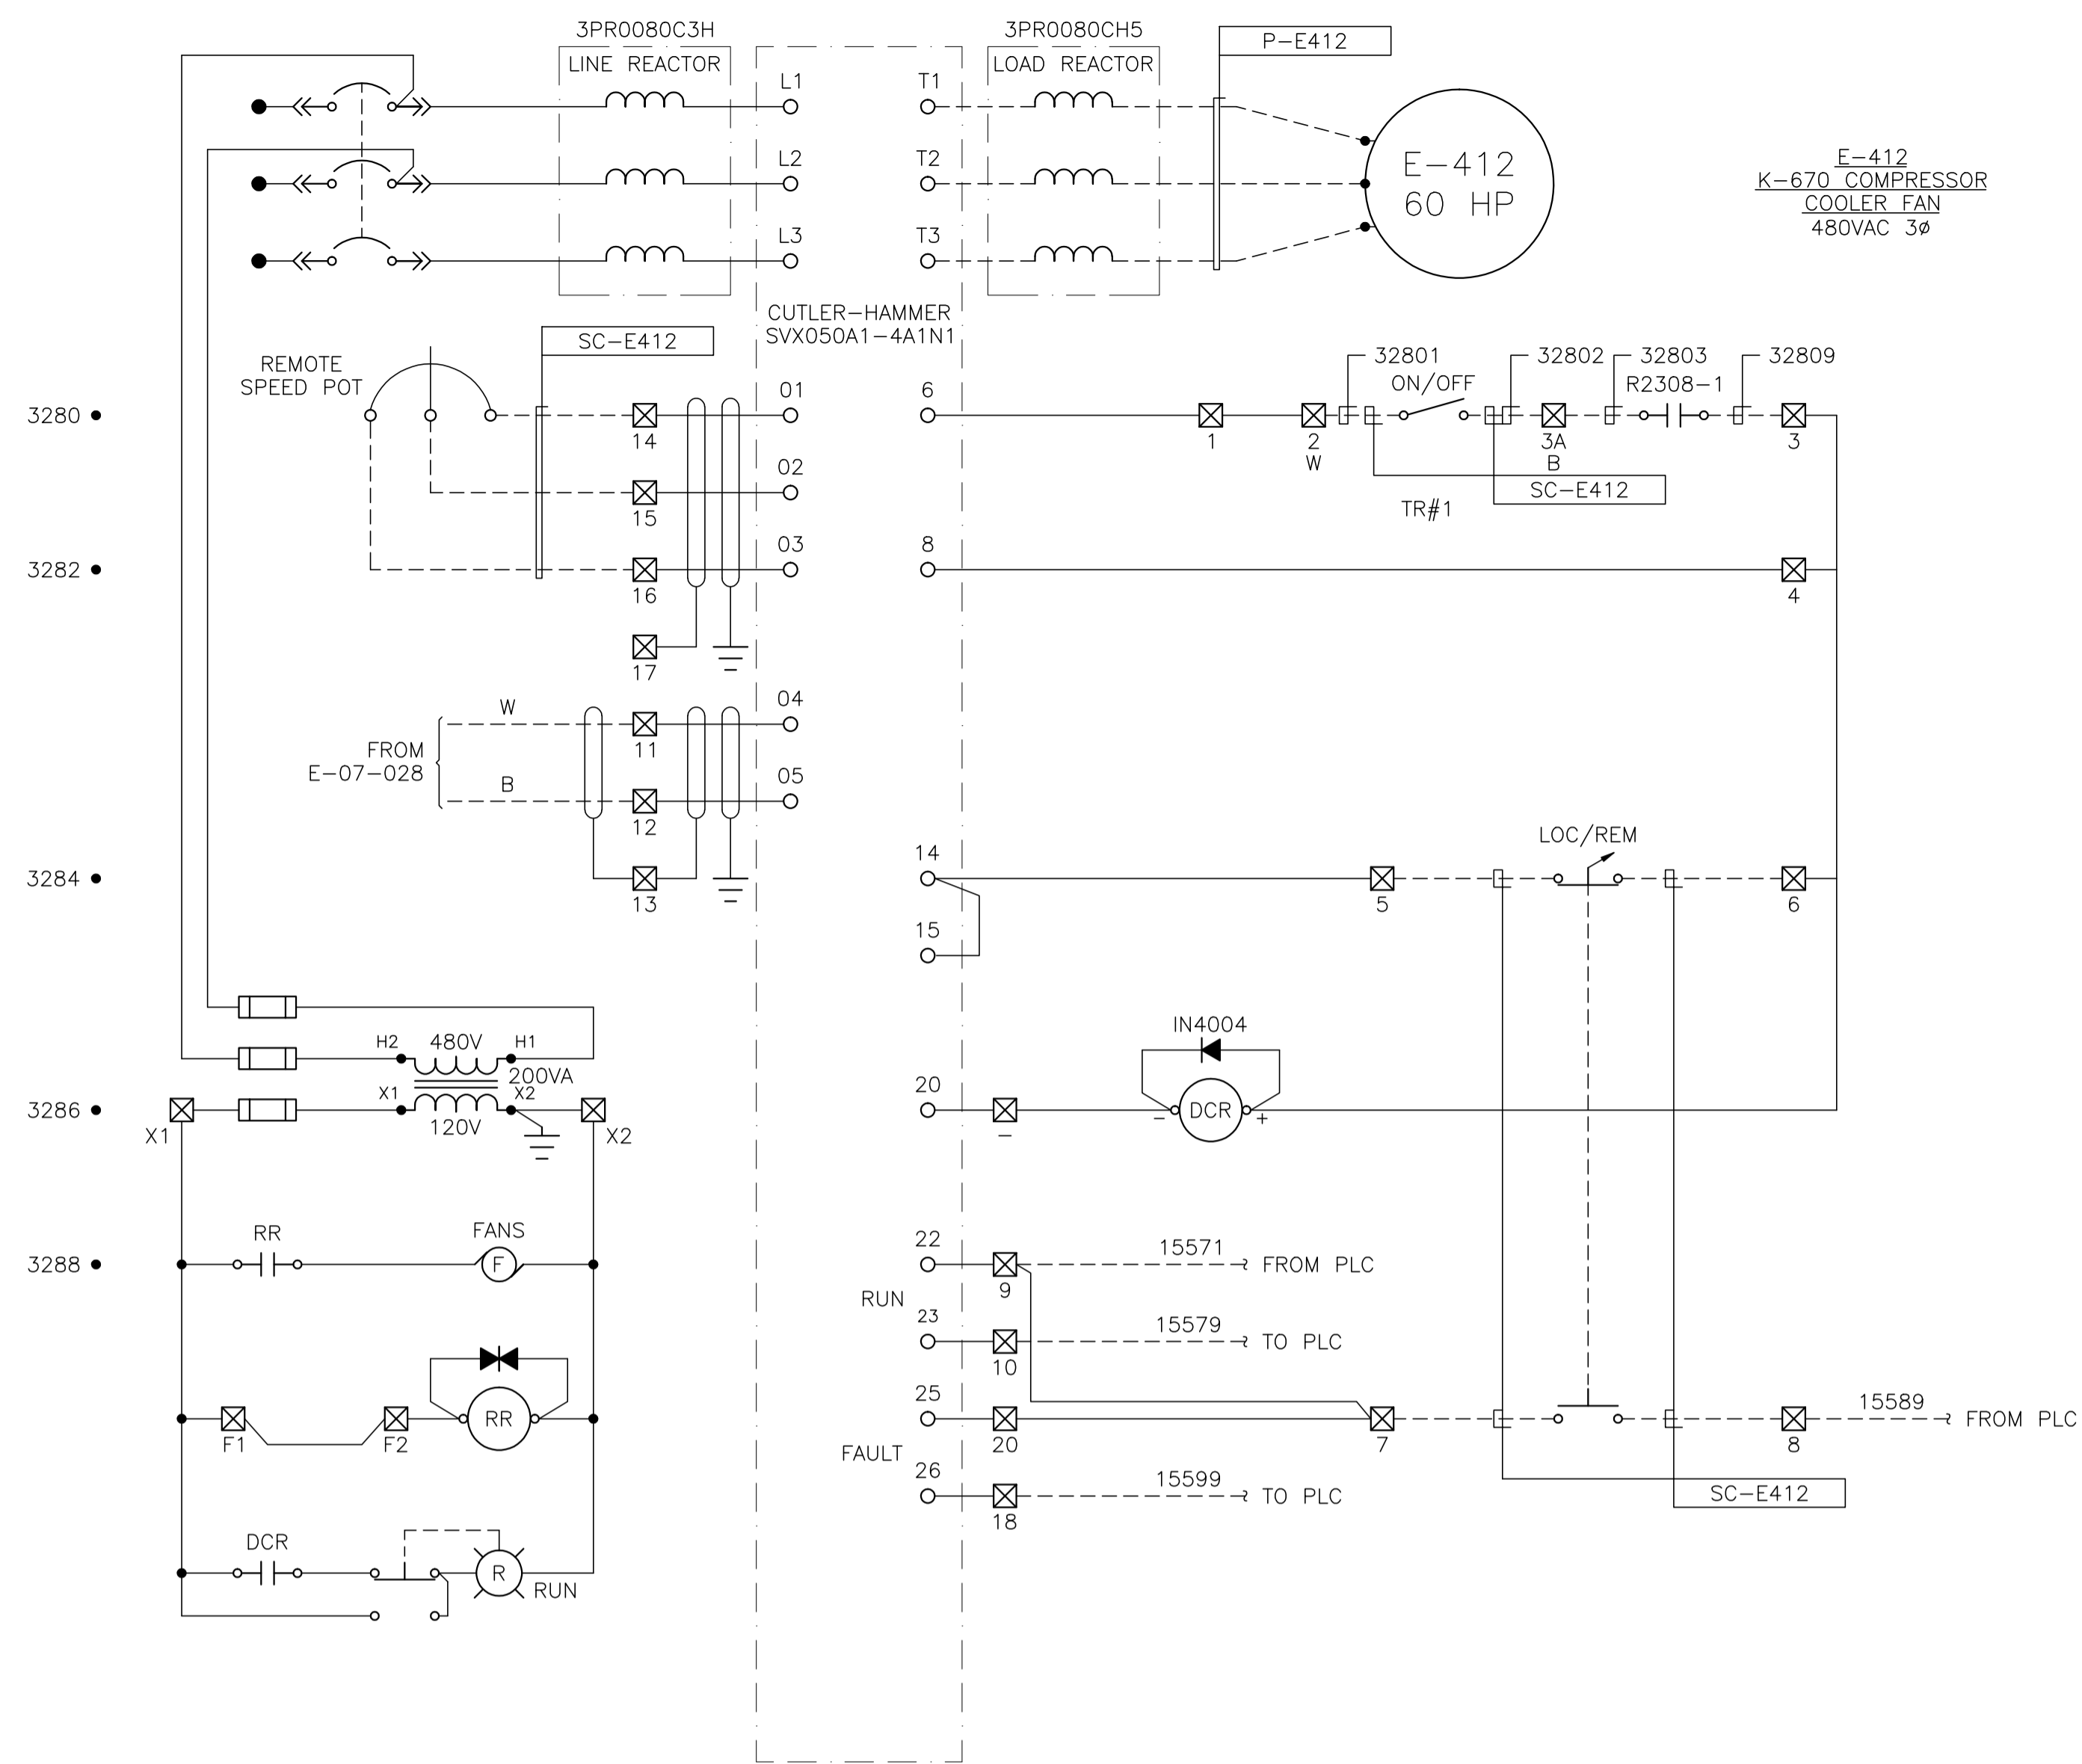 3PR0080C3H
LINE REACTOR
3PR0080CH5
LOAD REACTOR
P-E412
L1
T1
L2
T2
L3
T3
E-412
60 HP
E-412
K-670 COMPRESSOR
COOLER FAN
480VAC 3ø
CUTLER-HAMMER
SVX050A1-4A1N1
SC-E412
REMOTE
SPEED POT
32801
32802
32803
32809
ON/OFF
R2308-1
3280
01
6
14
1
2
W
3A
B
3
02
15
SC-E412
TR#1
3282
03
8
16
4
17
04
W
11
FROM
E-07-028
05
B
12
LOC/REM
3284
14
13
5
6
15
IN4004
H2
480V
H1
200VA
X1
X2
120V
3286
X1
X2
20
-
-
DCR
+
3288
RR
FANS
F
22
9
15571
FROM PLC
RUN
23
10
15579
TO PLC
25
20
7
8
15589
FROM PLC
F1
F2
RR
FAULT
26
18
15599
TO PLC
SC-E412
DCR
R
RUN